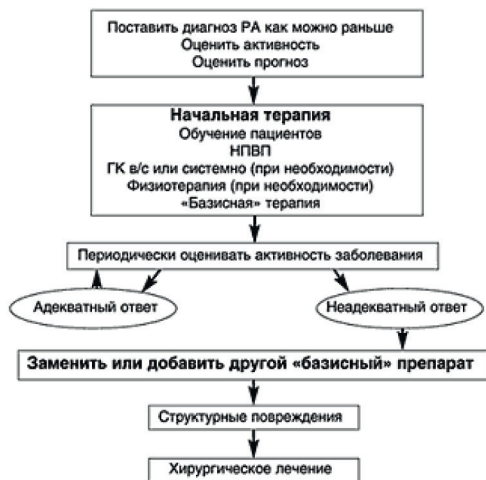 Поставить диагноз РА как можно раньше
Оценить активность
Оценить прогноз
Начальная терапия
Обучение пациентов
НПВП
ГК в/с или системно (при необходимости)
Физиотерапия (при необходимости)
«Базисная» терапия
Периодически оценивать активность заболевания
Адекватный ответ
Неадекватный ответ
Заменить или добавить другой «базисный» препарат
Структурные повреждения
Хирургическое лечение